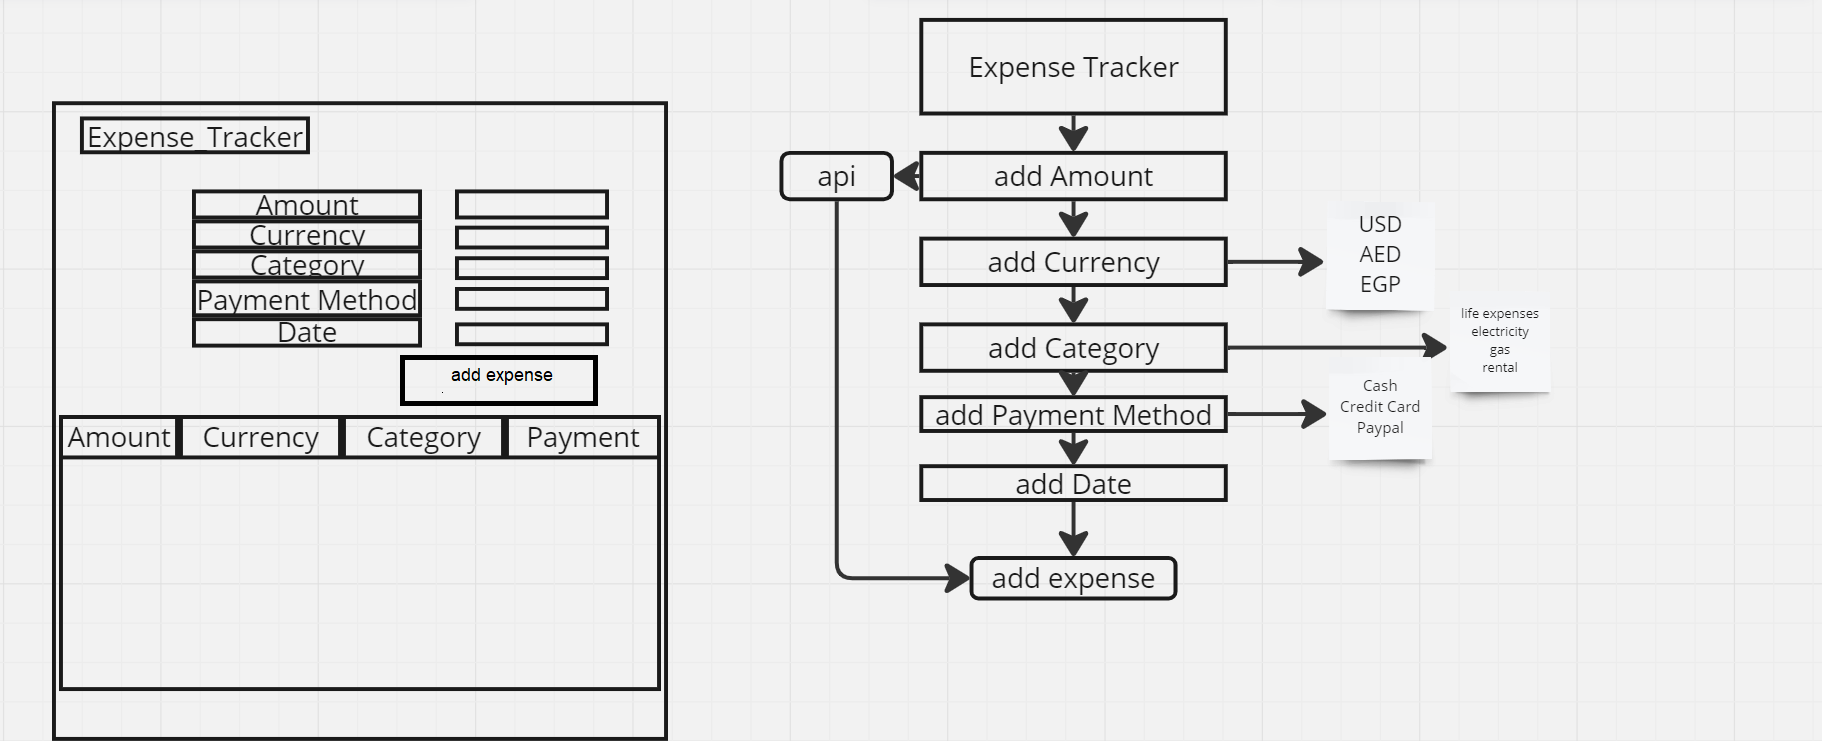 Expense_Tracker
Amount
Currency
Category
Payment Method
Date
add expense
Amount
Currency
Category
Payment
Expense Tracker
api
add Amount
add Currency
USD
AED
EGP
add Category
life expenses
electricity
gas
rental
add Payment Method
Cash
Credit Card
Paypal
add Date
add expense